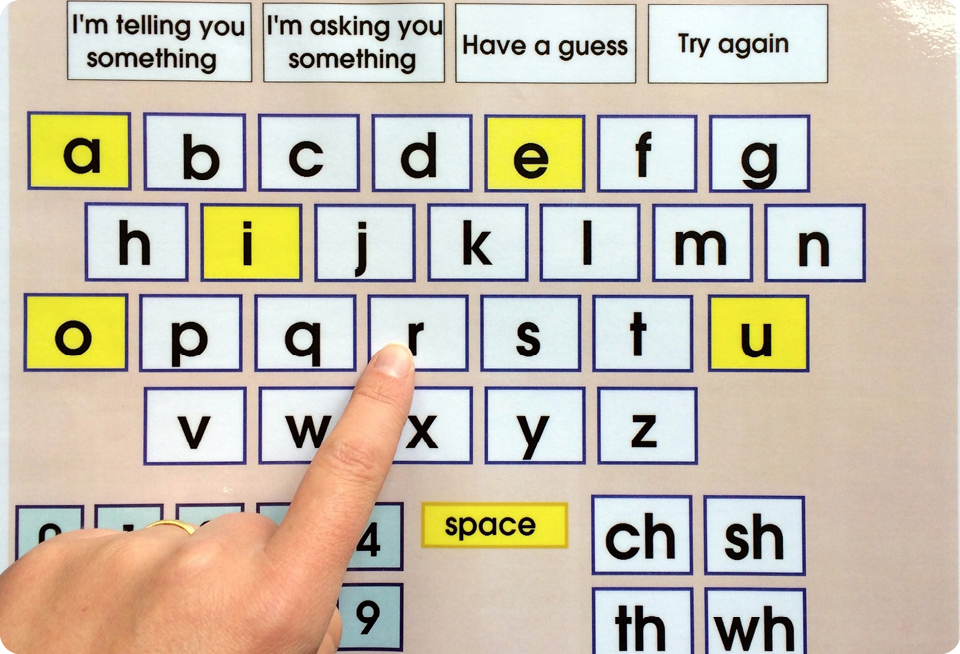 I'm telling you I'm asking you Have a guess Try again
something something
a b c d e f g
h i j k l m n
o p q r s t u
v w x y z
4 space ch sh
9 th wh